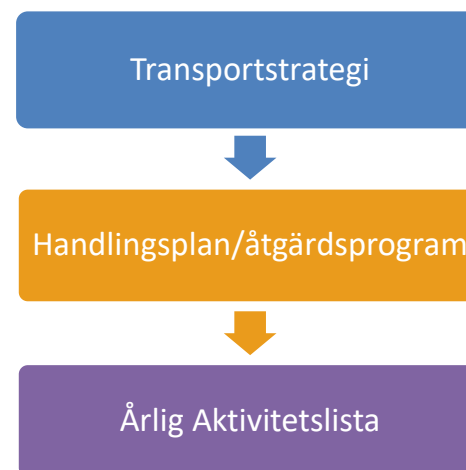 Transportstrategi
Handlingsplan/åtgärdsprogram
Årlig Aktivitetslista